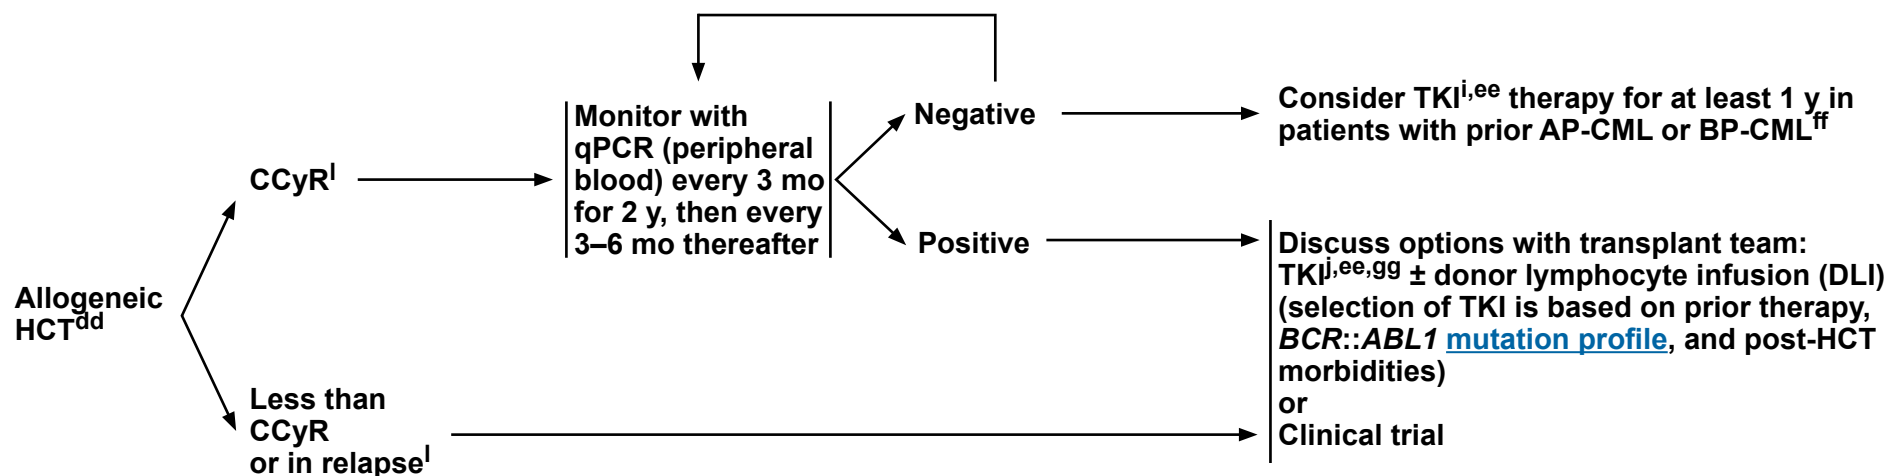 Allogeneic
HCTdd
CCyRl
Less than
CCyR
or in relapsel
Monitor with
qPCR (peripheral
blood) every 3 mo
for 2 y, then every
3–6 mo thereafter
Negative
Positive
Consider TKIi,ee therapy for at least 1 y in
patients with prior AP-CML or BP-CMLff
Discuss options with transplant team:
TKIj,ee,gg ± donor lymphocyte infusion (DLI)
(selection of TKI is based on prior therapy,
BCR::ABL1 mutation profile, and post-HCT
morbidities)
or
Clinical trial